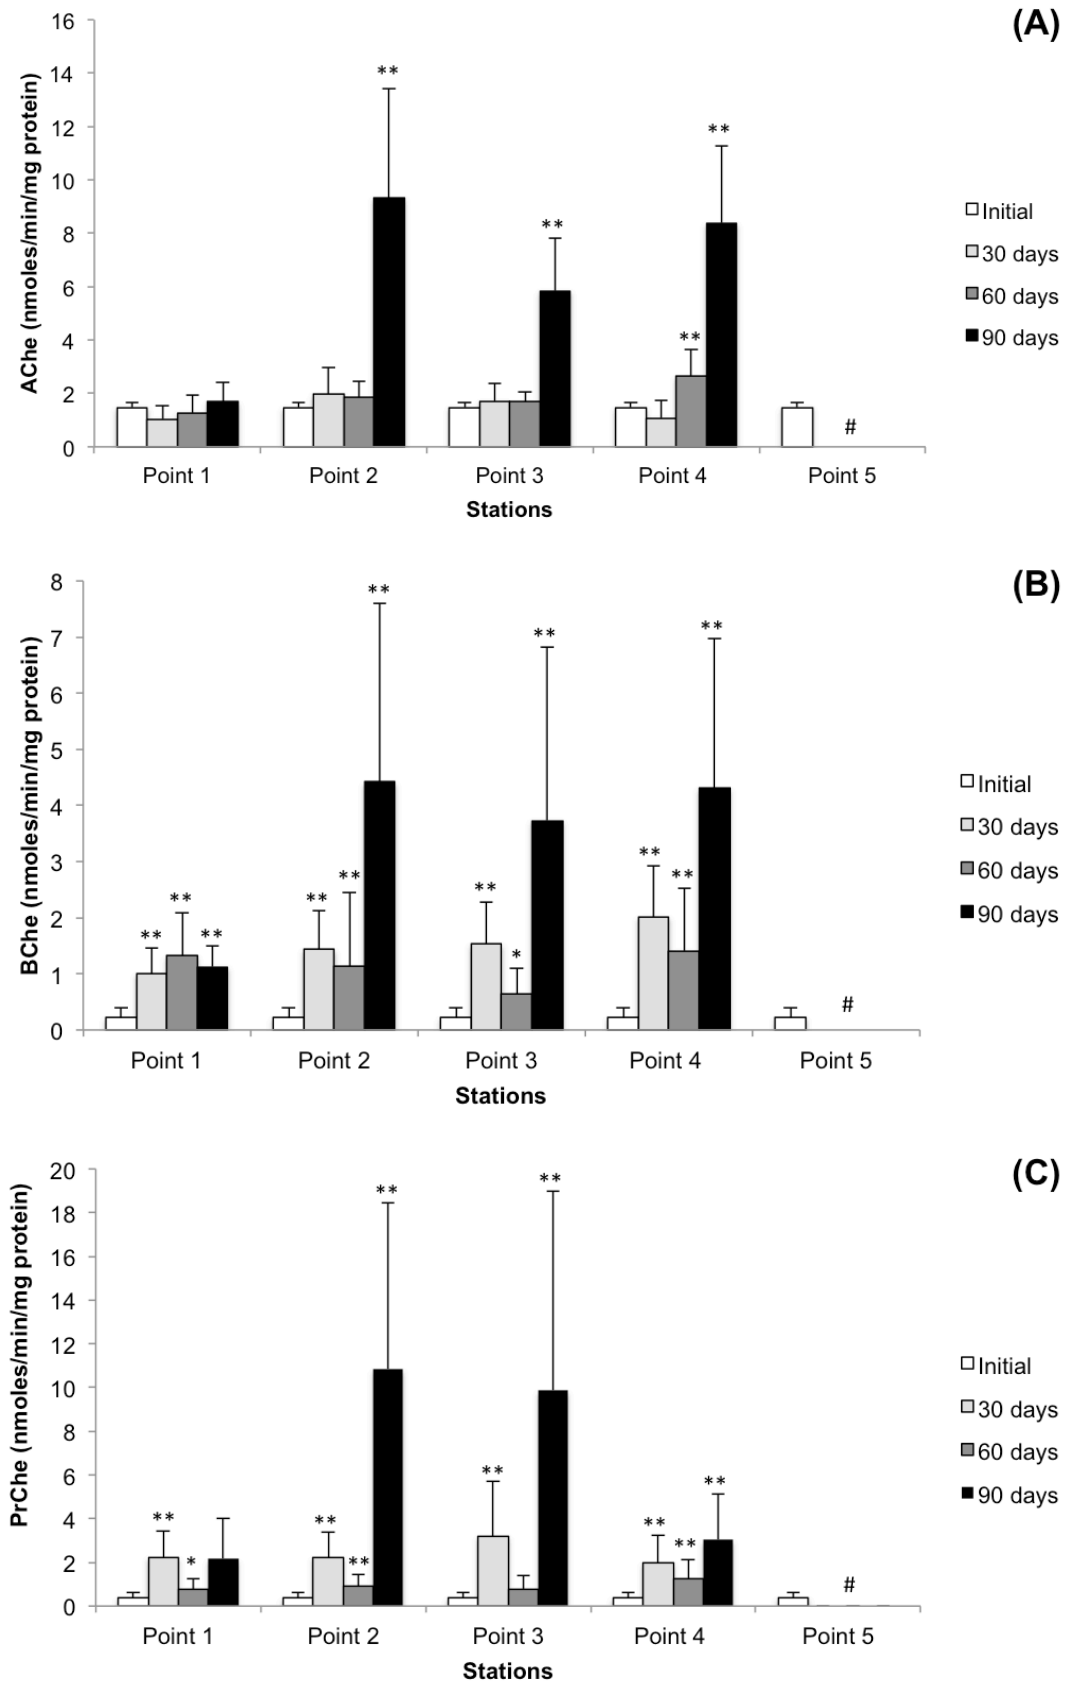 (A)
AChe (nmoles/min/mg protein)
16
14
12
10
8
6
4
2
0
**
**
**
**
#
Initial
30 days
60 days
90 days
Point 1 Point 2 Point 3 Point 4 Point 5
Stations
(B)
BChe (nmoles/min/mg protein)
8
7
6
5
4
3
2
1
0
** ** **
** ** **
** * **
** ** **
#
Initial
30 days
60 days
90 days
Point 1 Point 2 Point 3 Point 4 Point 5
Stations
(C)
PrChe (nmoles/min/mg protein)
20
18
16
14
12
10
8
6
4
2
0
** *
** ** **
** **
** ** **
#
Initial
30 days
60 days
90 days
Point 1 Point 2 Point 3 Point 4 Point 5
Stations